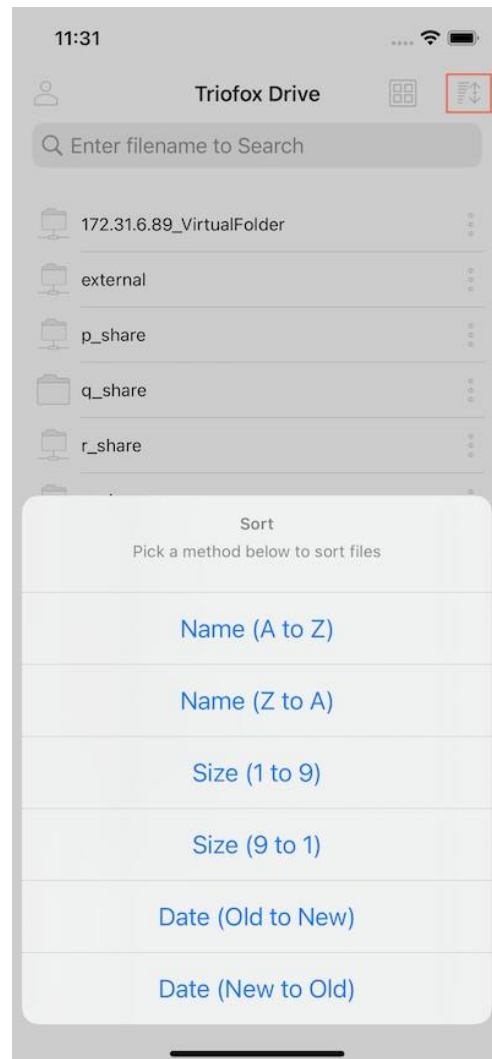 11:31
Triofox Drive
Enter filename to Search
172.31.6.89_VirtualFolder
external
p_share
q_share
r_share
Sort
Pick a method below to sort files
Name (A to Z)
Name (Z to A)
Size (1 to 9)
Size (9 to 1)
Date (Old to New)
Date (New to Old)